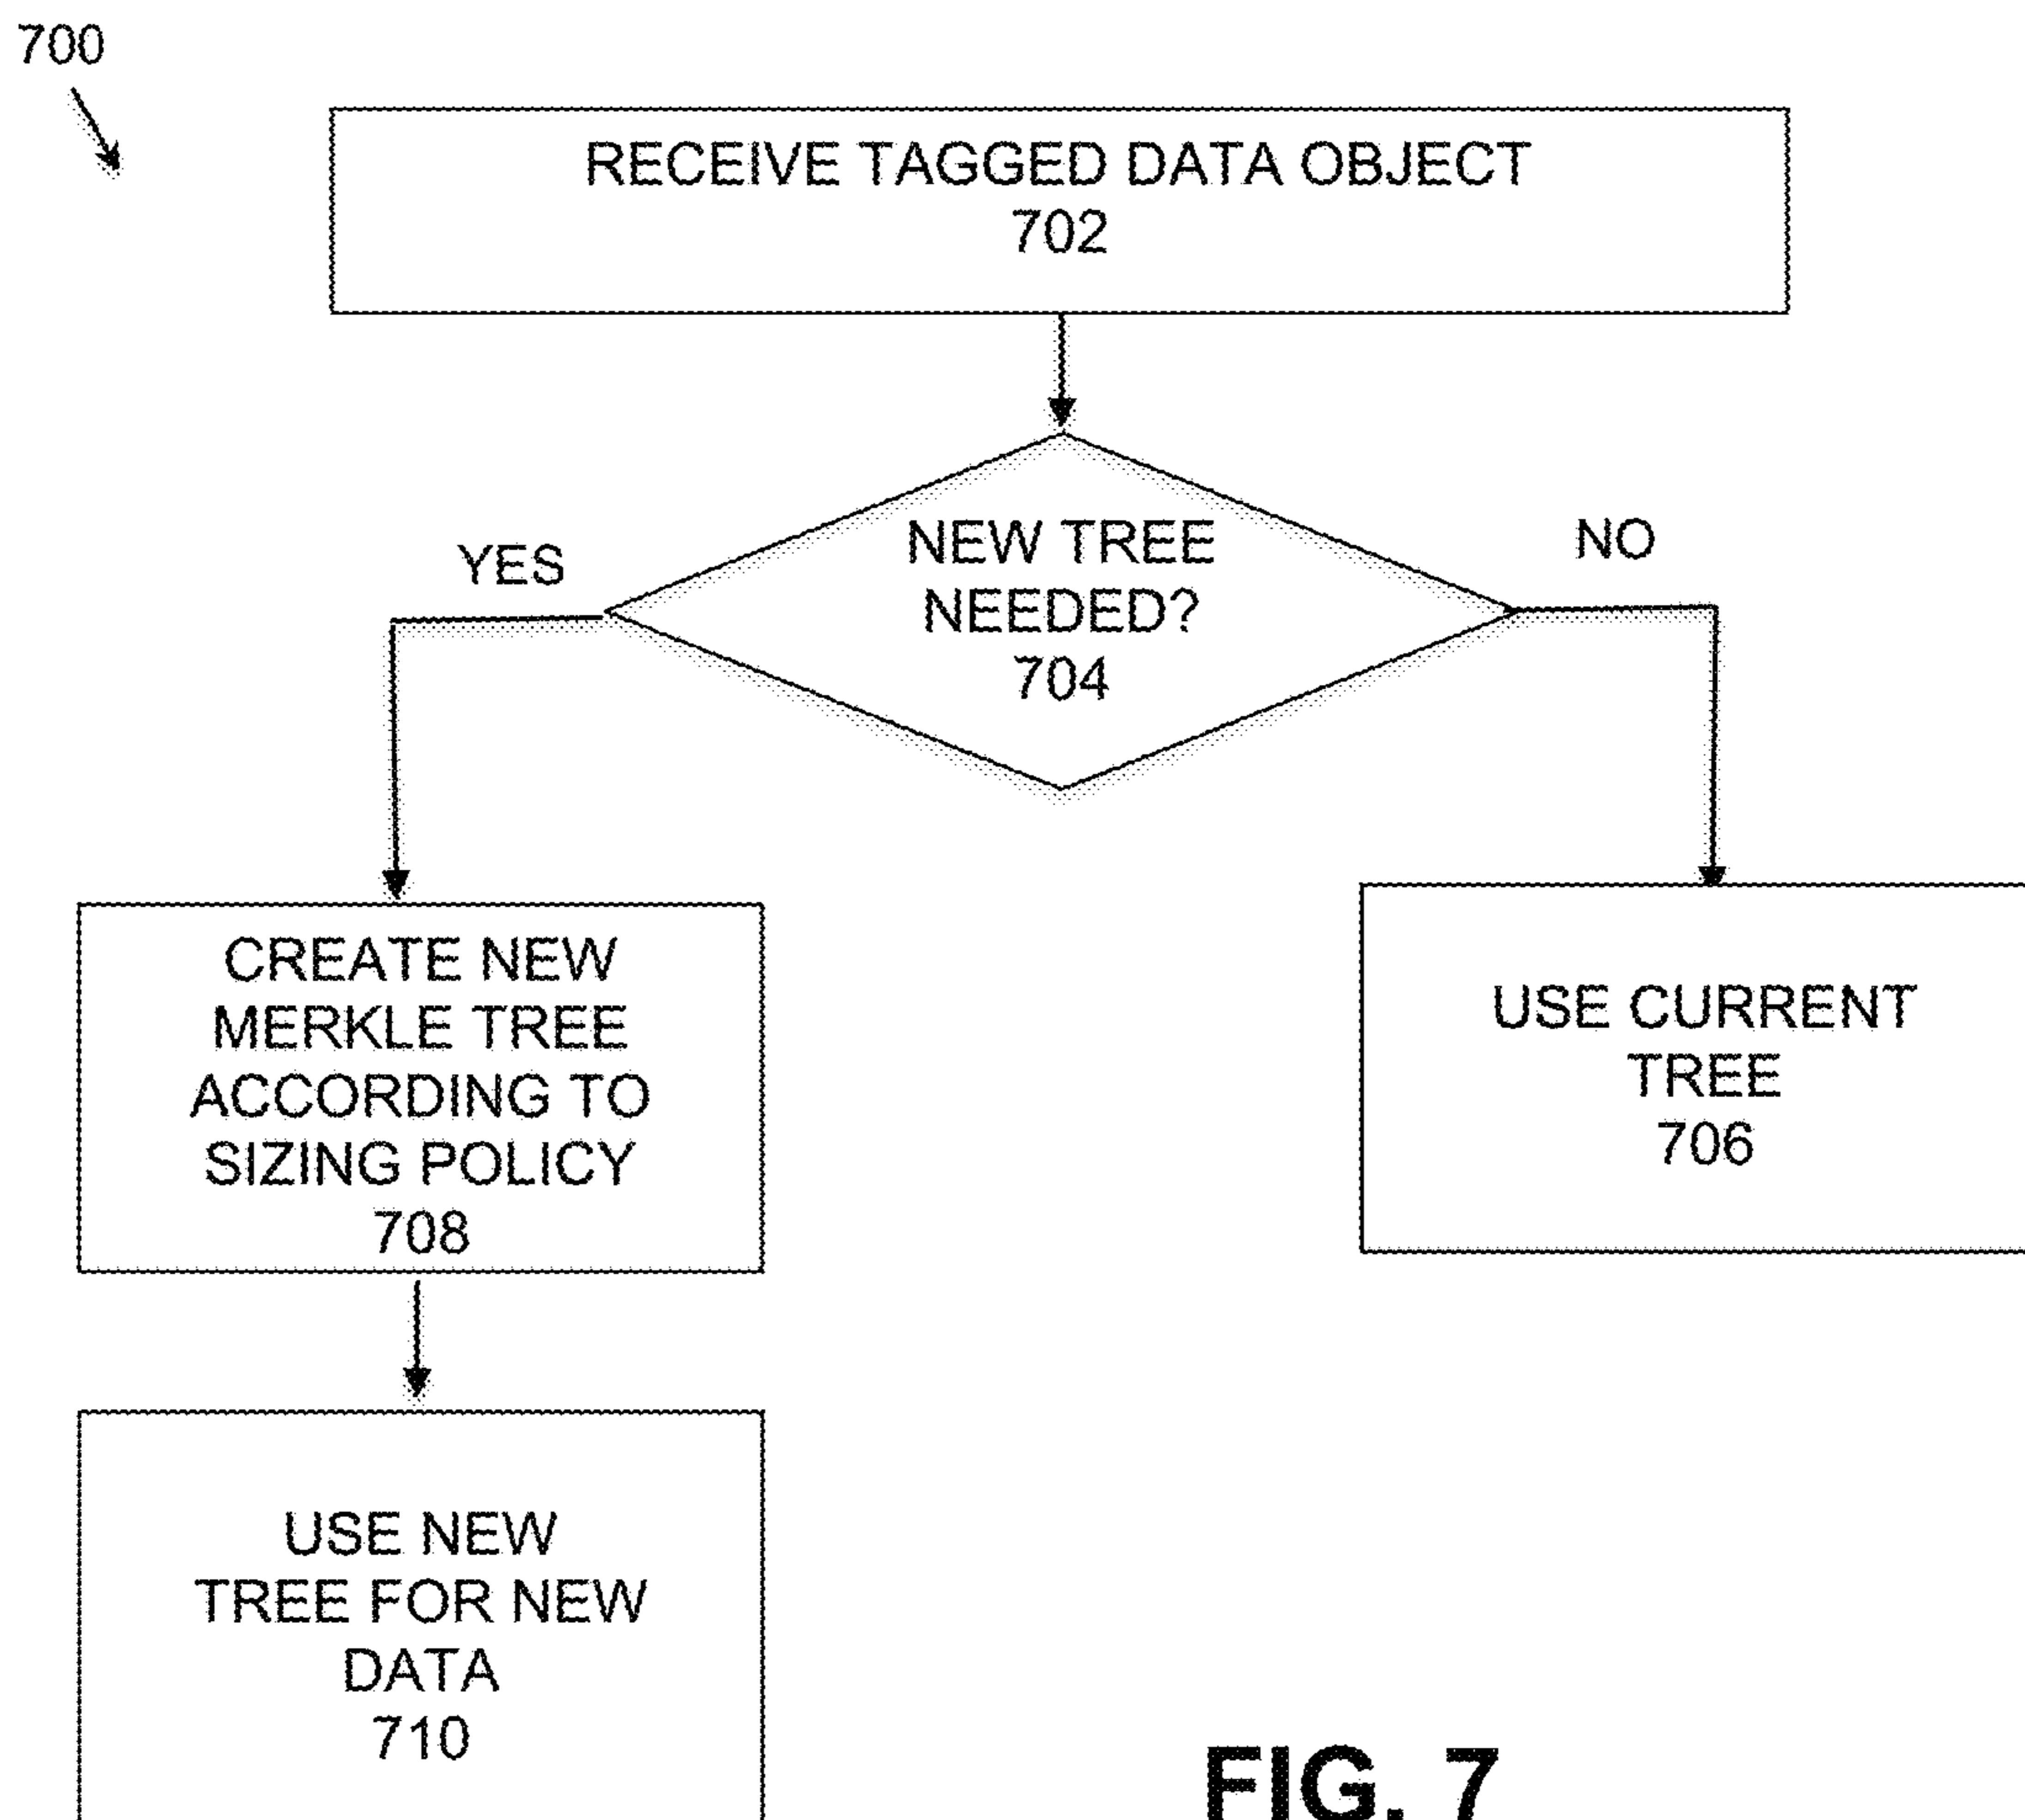 700
RECEIVE TAGGED DATA OBJECT
702
NEW TREE
NEEDED?
704
YES
NO
CREATE NEW
MERKLE TREE
ACCORDING TO
SIZING POLICY
708
USE CURRENT
TREE
706
USE NEW
TREE FOR NEW
DATA
710
FIG. 7